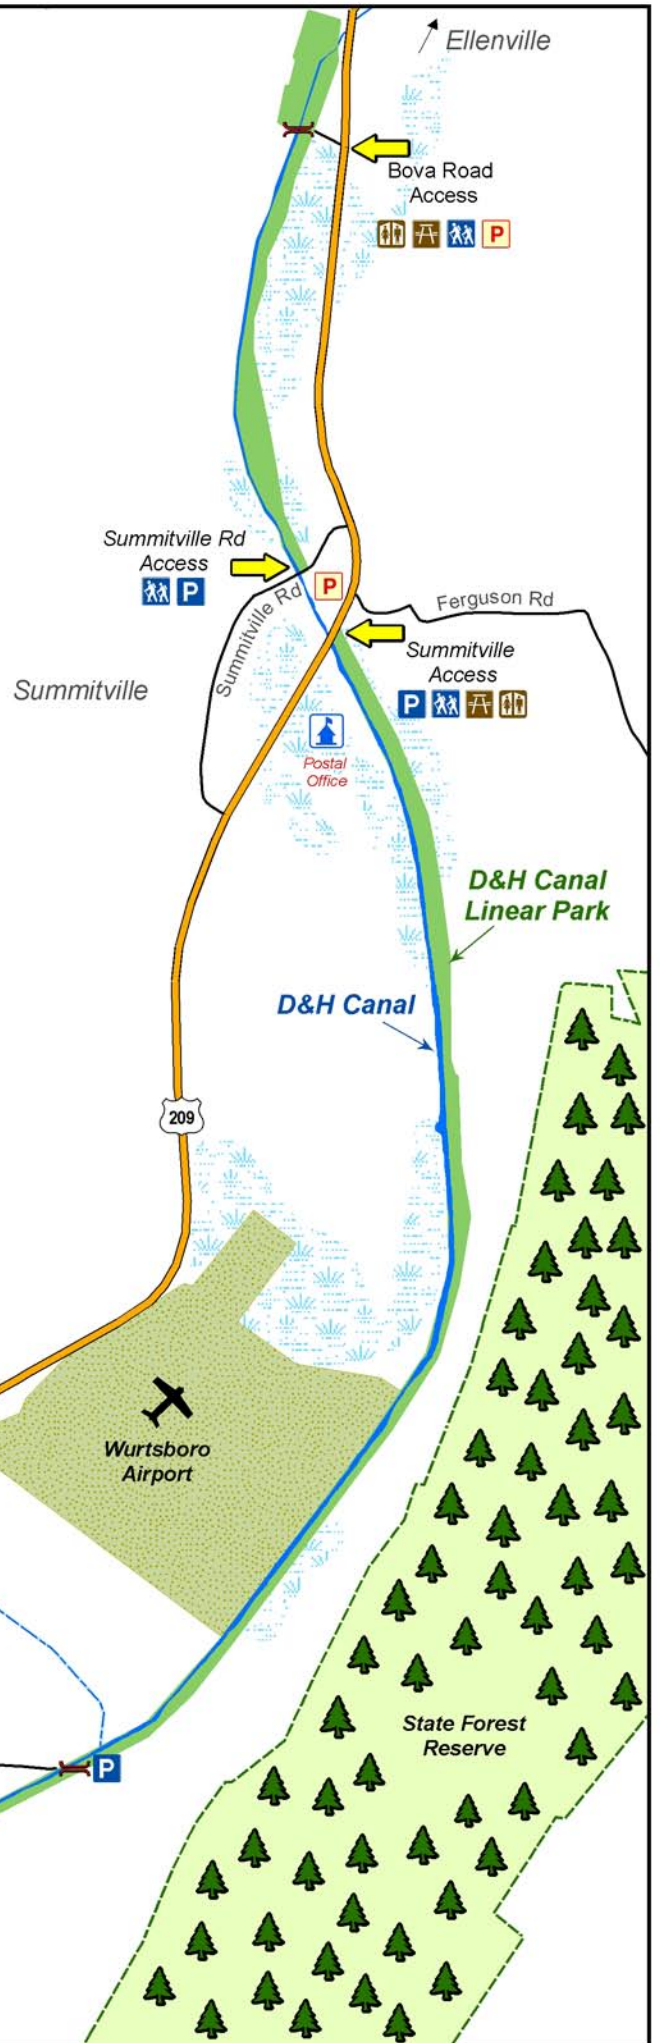 Ellenville
Bova Road
Access
P
Summitville Rd
Access
P
P
Summitville Rd
Ferguson Rd
Summitville
Access
P
Summitville
Postal
Office
D&H Canal
Linear Park
D&H Canal
209
Wurtsboro
Airport
State Forest
Reserve
P